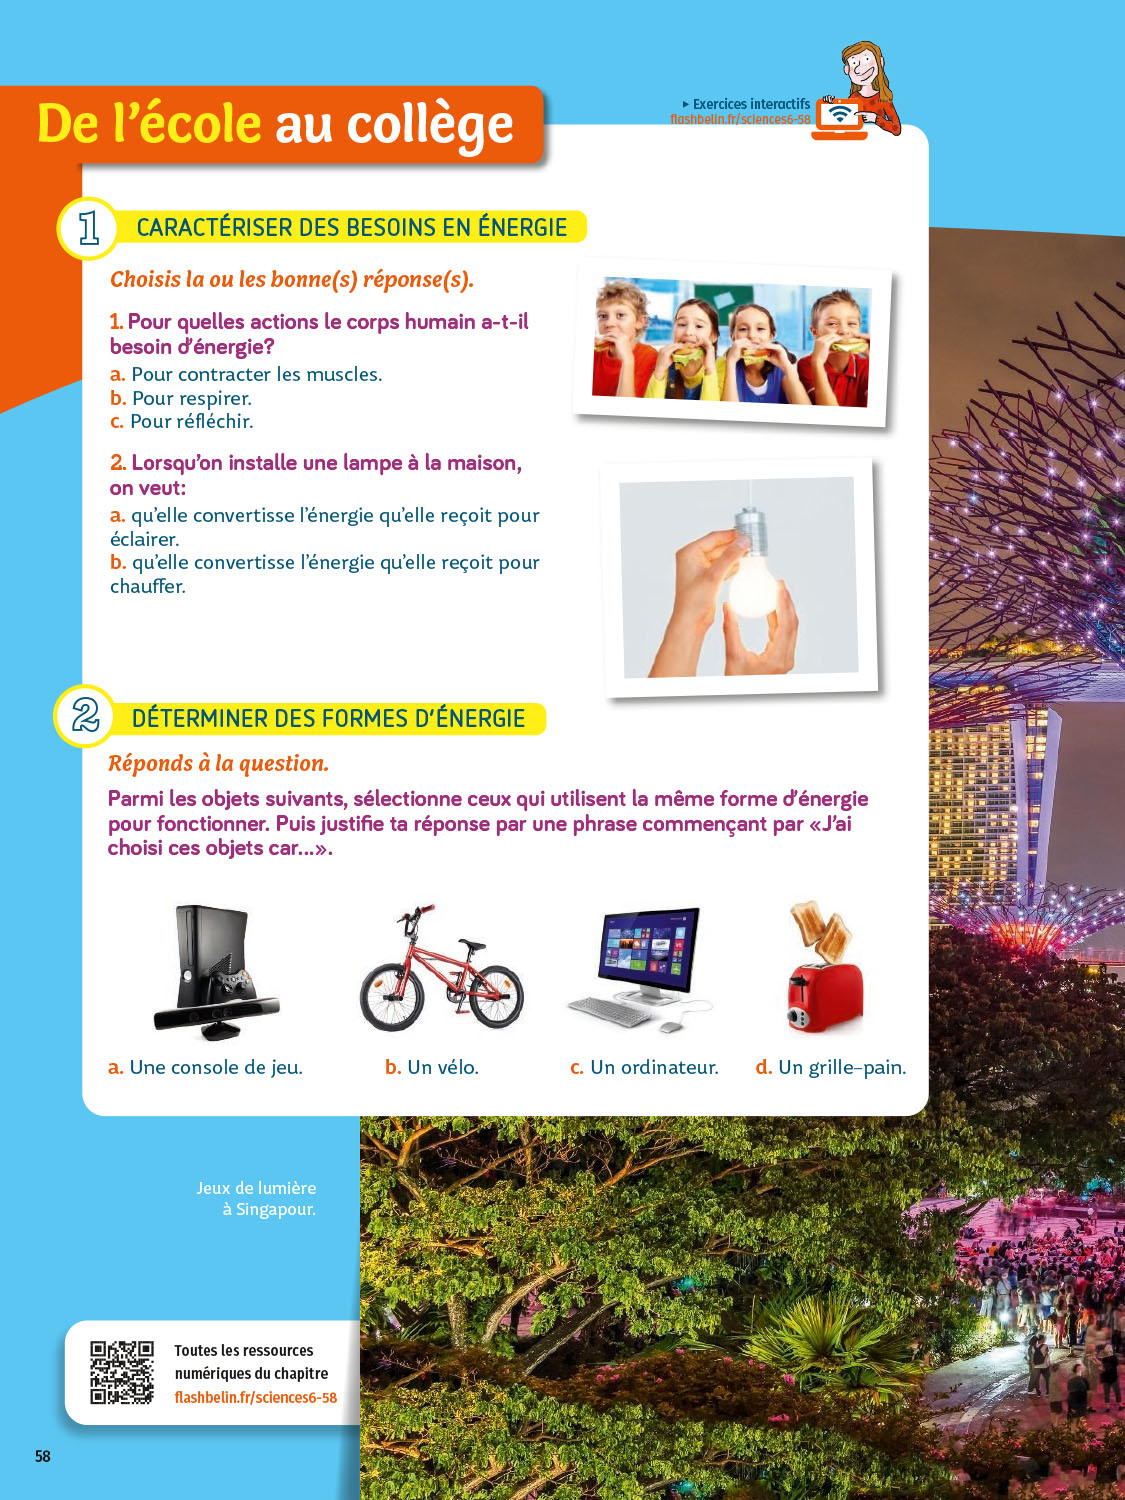 De l'école au collège
▸ Exercices interactifs
flashbelin.fr/sciences6-58
1 CARACTÉRISER DES BESOINS EN ÉNERGIE
Choisis la ou les bonne(s) réponse(s).
1. Pour quelles actions le corps humain a-t-il
besoin d'énergie?
a. Pour contracter les muscles.
b. Pour respirer.
c. Pour réfléchir.
2. Lorsqu'on installe une lampe à la maison,
on veut:
a. qu'elle convertisse l'énergie qu'elle reçoit pour
éclairer.
b. qu'elle convertisse l'énergie qu'elle reçoit pour
chauffer.
2 DÉTERMINER DES FORMES D'ÉNERGIE
Réponds à la question.
Parmi les objets suivants, sélectionne ceux qui utilisent la même forme d'énergie
pour fonctionner. Puis justifie ta réponse par une phrase commençant par «J'ai
choisi ces objets car...».
a. Une console de jeu.
b. Un vélo.
c. Un ordinateur.
d. Un grille-pain.
Jeux de lumière
à Singapour.
Toutes les ressources
numériques du chapitre
flashbelin.fr/sciences6-58
58